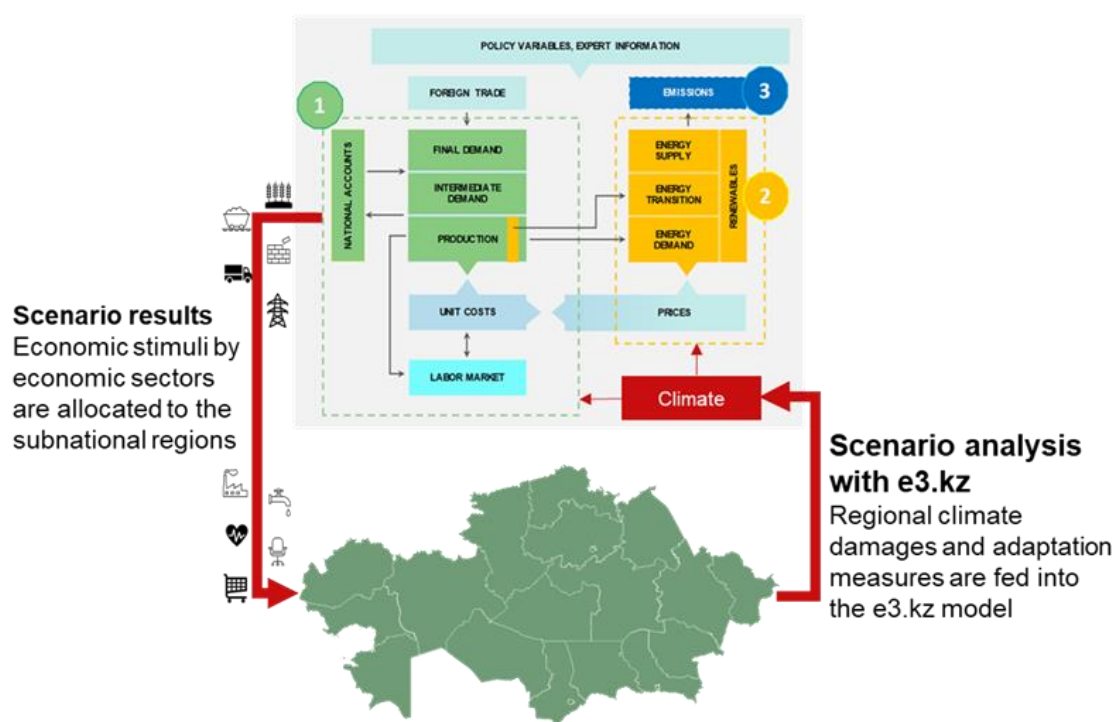 POLICY VARIABLES, EXPERT INFORMATION
FOREIGN TRADE
EMISSIONS
3
1
NATIONAL ACCOUNTS
FINAL DEMAND
INTERMEDIATE
DEMAND
PRODUCTION
ENERGY
SUPPLY
ENERGY
TRANSITION
ENERGY
DEMAND
RENEWABLES
2
UNIT COSTS
PRICES
LABOR MARKET
Climate
Scenario results
Economic stimuli by
economic sectors
are allocated to the
subnational regions
Scenario analysis
with e3.kz
Regional climate
damages and adaptation
measures are fed into
the e3.kz model